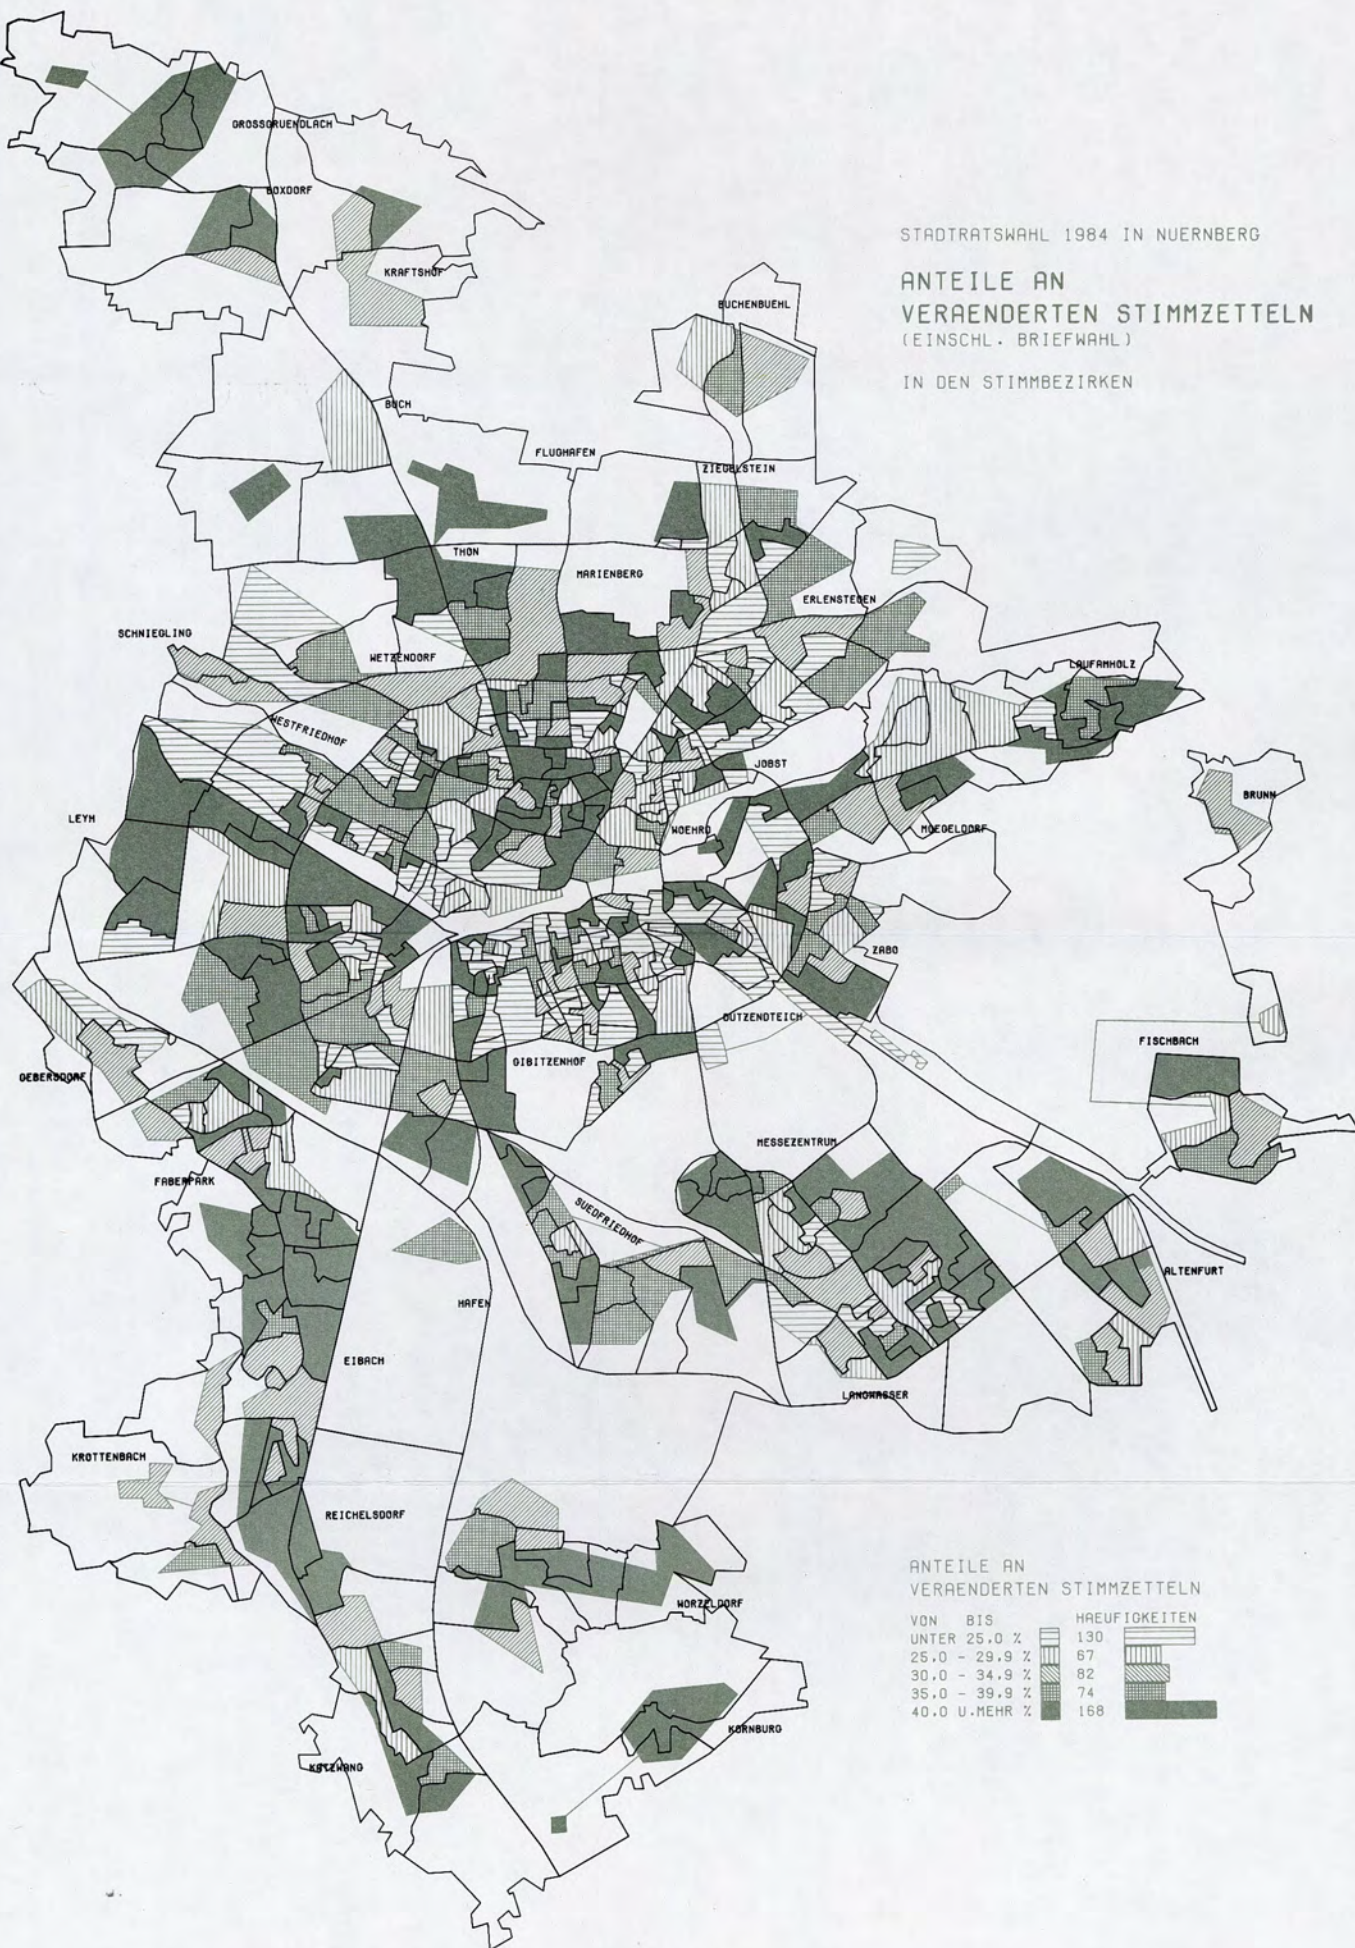 STADTRATSWAHL 1984 IN NUERNBERG
ANTEILE AN
VERAENDERTEN STIMMZETTELN
(EINSCHL. BRIEFWAHL)
IN DEN STIMMBEZIRKEN
GROSSGRUENDLACH
BOXDORF
KRAFTSHOF
BUCHENBUEHL
BUCH
FLUGHAFEN
ZIEGELSTEIN
THON
MARIENBERG
ERLENSTEGEN
SCHNIEGLING
WETZENDORF
LAUFAMHOLZ
WESTFRIEDHOF
JOBST
BRUNN
LEYH
WOEHRD
MOEGELDORF
ZABO
DUTZENDTEICH
FISCHBACH
GIBITZENHOF
GEBERSDORF
MESSEZENTRUM
FABERPARK
SUEDFRIEDHOF
ALTENFURT
HAFEN
EIBACH
LANGWASSER
KROTTENBACH
REICHELSDORF
WORZELDORF
KORNBURG
KATZWANG
ANTEILE AN
VERAENDERTEN STIMMZETTELN
VON BIS HAEUFIGKEITEN
UNTER 25.0 % 130
25.0 - 29.9 % 67
30.0 - 34.9 % 82
35.0 - 39.9 % 74
40.0 U.MEHR % 168